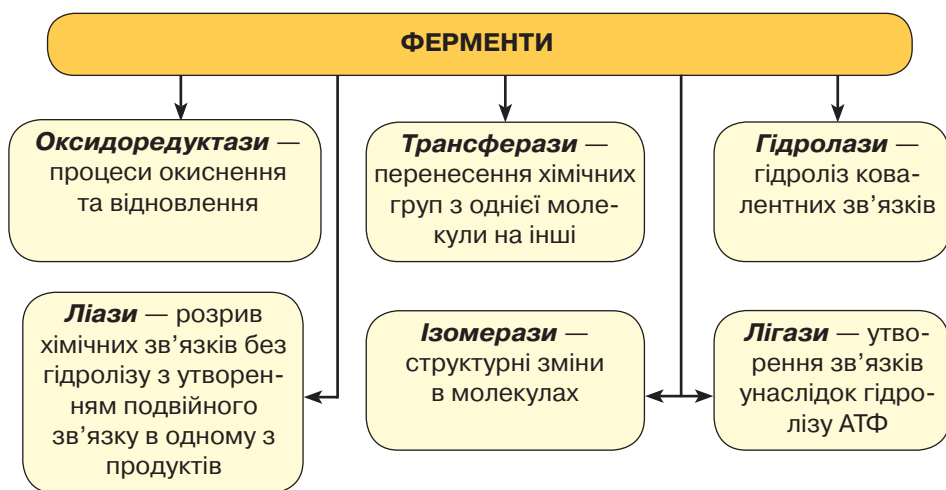 ФЕРМЕНТИ
Оксидоредуктази —
процеси окиснення
та відновлення
Трансферази —
перенесення хімічних
груп з однієї моле-
кули на інші
Гідролази —
гідроліз кова-
лентних зв’язків
Ліази — розрив
хімічних зв’язків без
гідролізу з утворен-
ням подвійного
зв’язку в одному з
продуктів
Ізомерази —
структурні зміни
в молекулах
Лігази — утво-
рення зв’язків
унаслідок гідро-
лізу АТФ